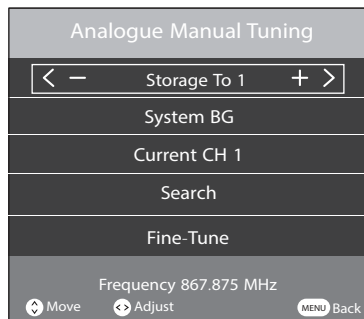 Analogue Manual Tuning
< − Storage To 1 + >
System BG
Current CH 1
Search
Fine-Tune
Frequency 867.875 MHz
Move Adjust MENU Back